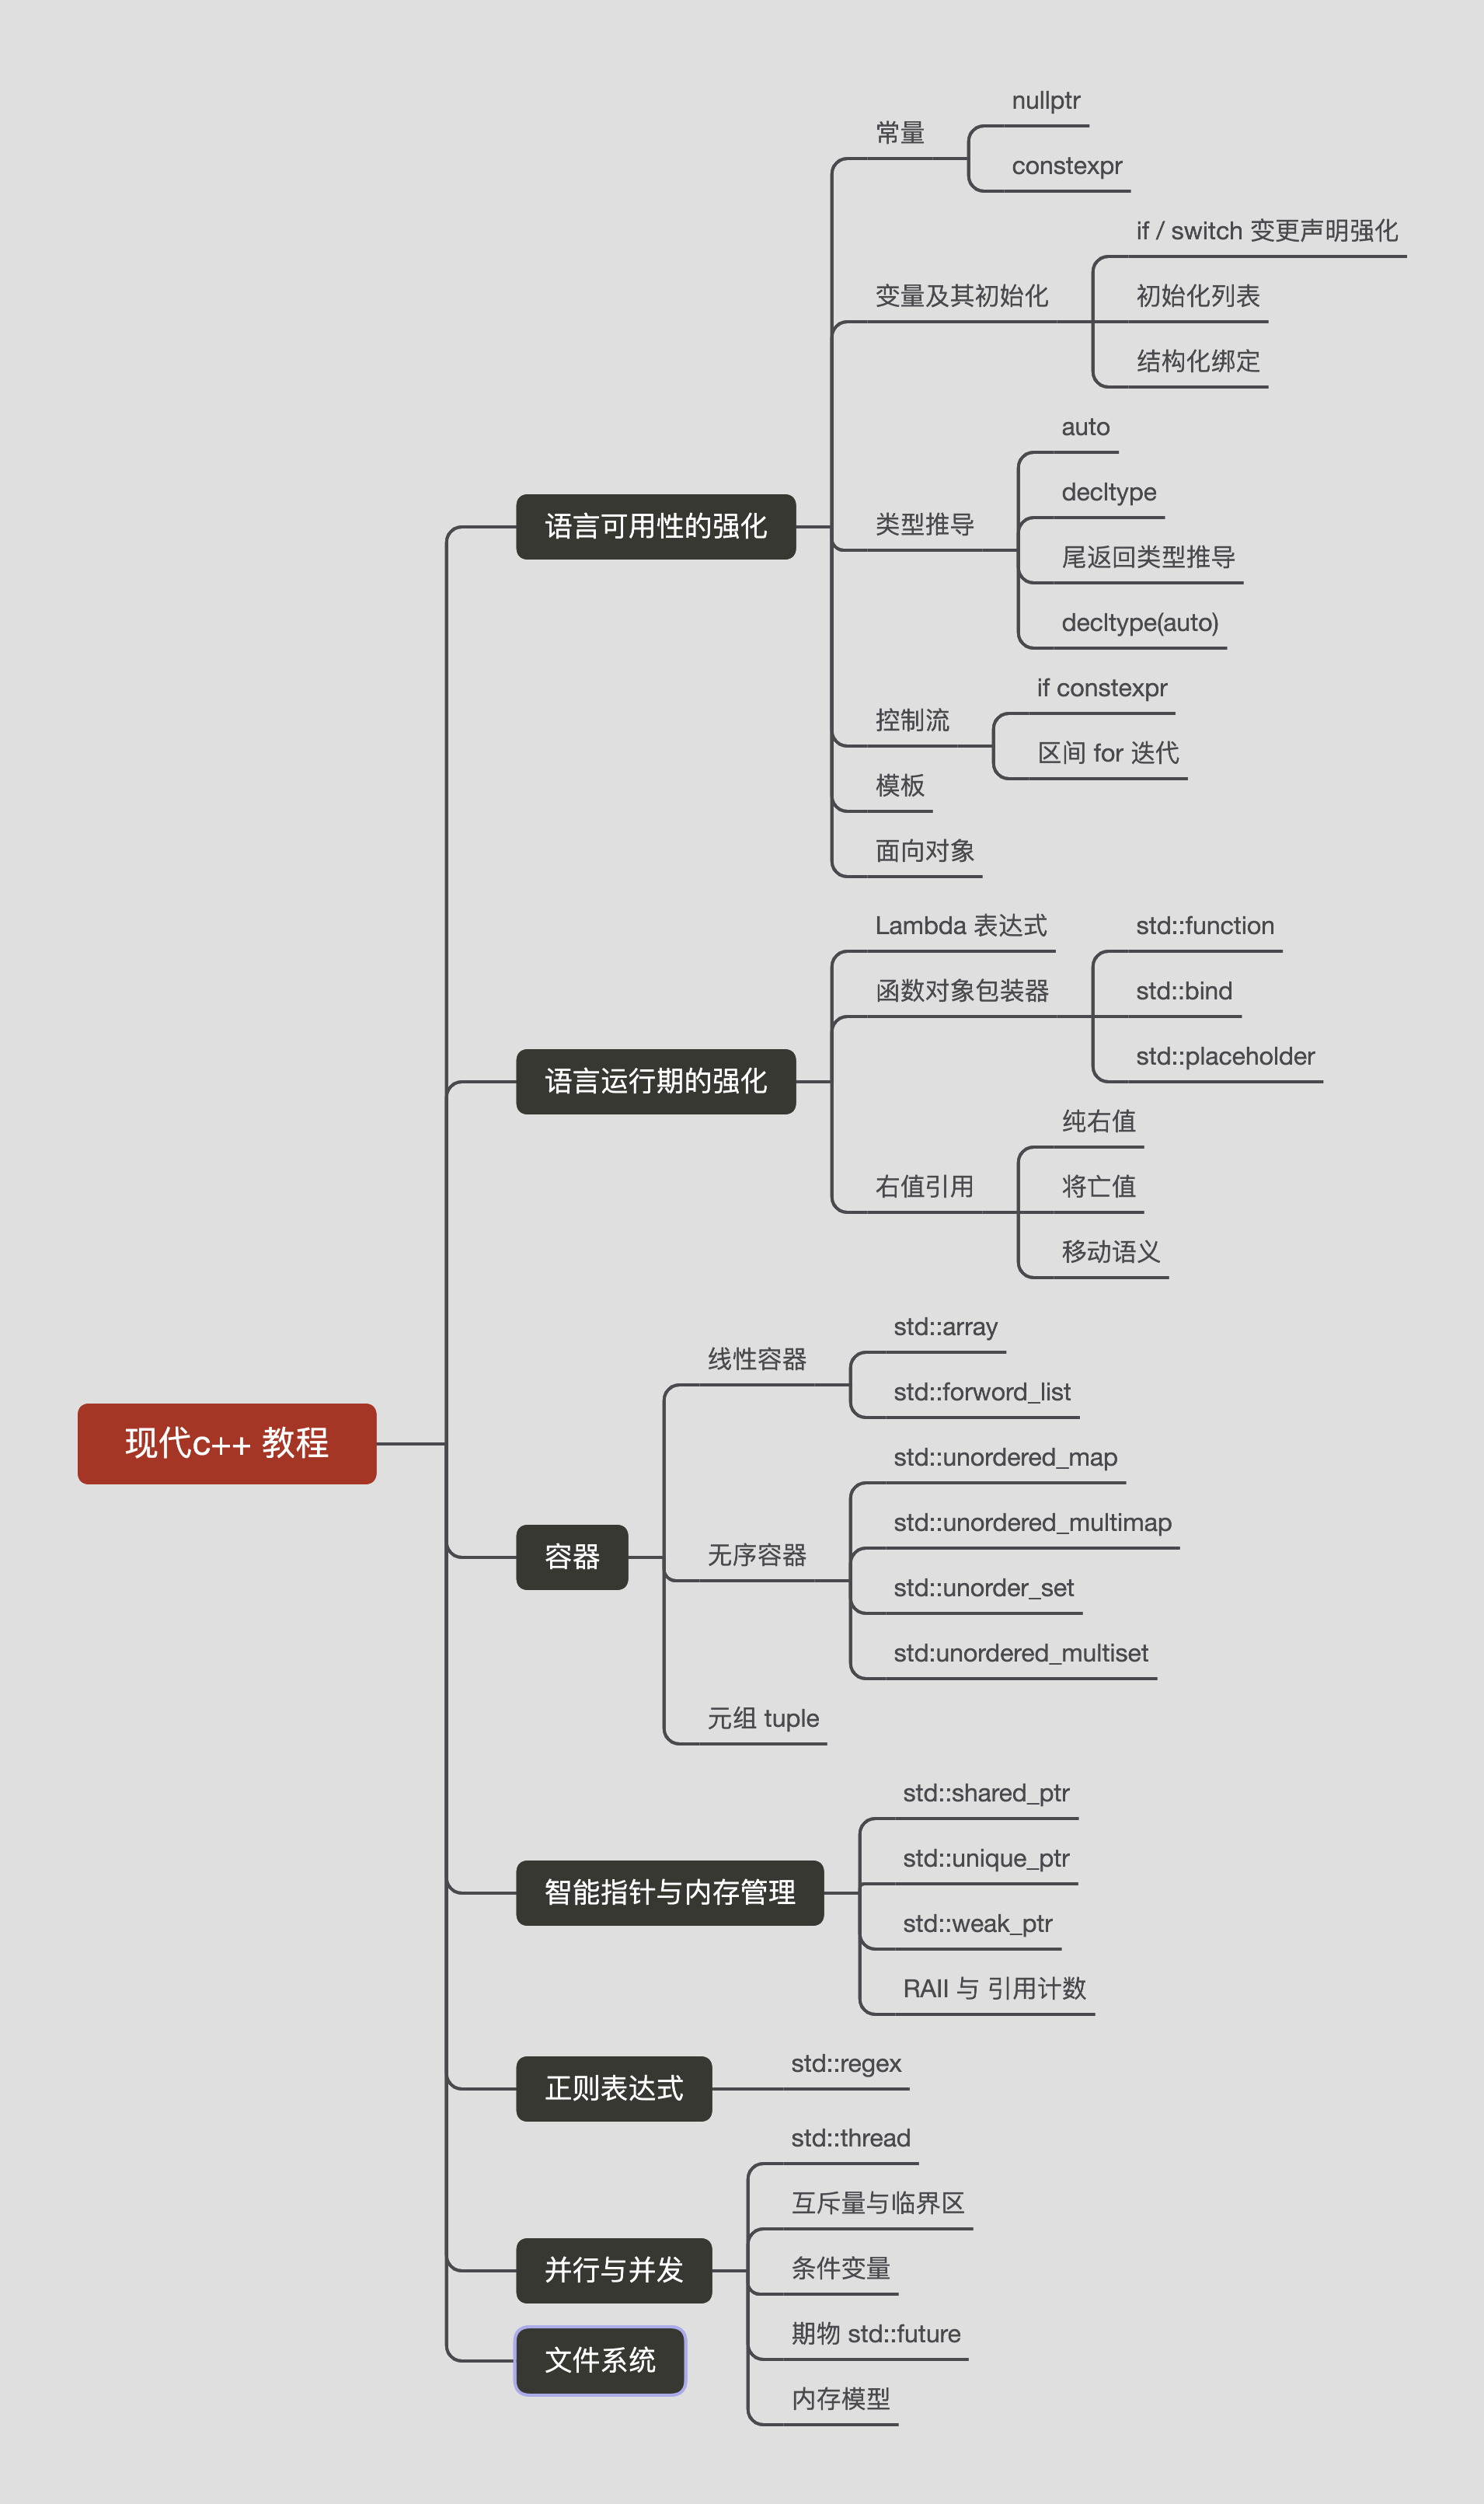 现代c++ 教程
语言可用性的强化
常量
nullptr
constexpr
变量及其初始化
if / switch 变更声明强化
初始化列表
结构化绑定
类型推导
auto
decltype
尾返回类型推导
decltype(auto)
控制流
if constexpr
区间 for 迭代
模板
面向对象
语言运行期的强化
Lambda 表达式
函数对象包装器
std::function
std::bind
std::placeholder
右值引用
纯右值
将亡值
移动语义
容器
线性容器
std::array
std::forword_list
无序容器
std::unordered_map
std::unordered_multimap
std::unorder_set
std:unordered_multiset
元组 tuple
智能指针与内存管理
std::shared_ptr
std::unique_ptr
std::weak_ptr
RAII 与 引用计数
正则表达式
std::regex
并行与并发
std::thread
互斥量与临界区
条件变量
期物 std::future
内存模型
文件系统